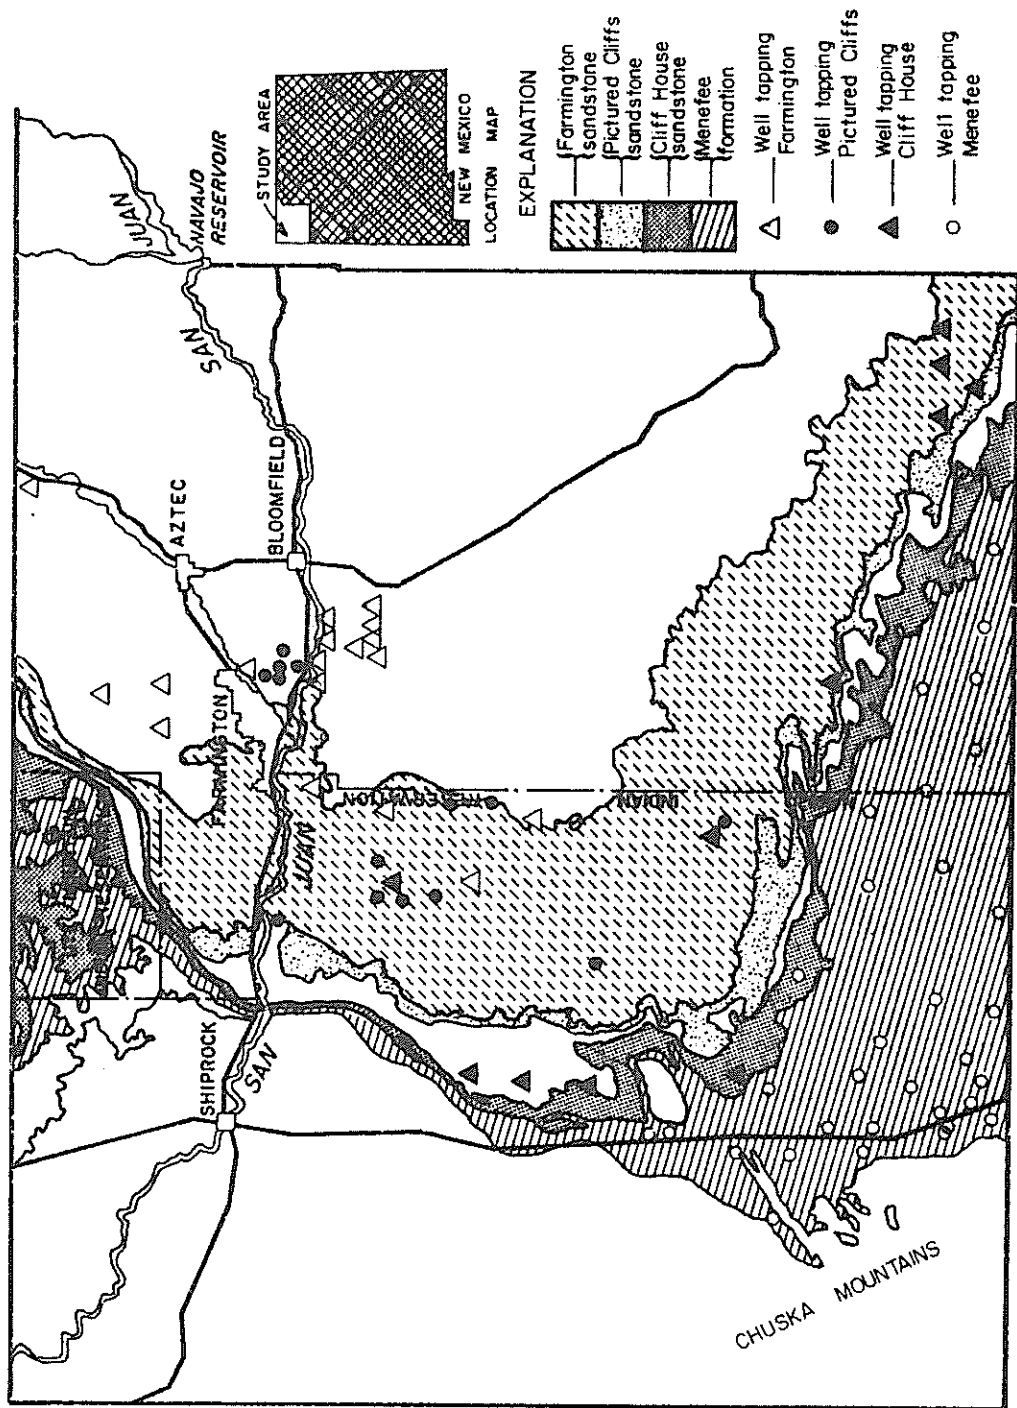 JUAN
NAVAJO
RESERVOIR
SAN
AZTEC
BLOOMFIELD
FARMINGTON
JUAN
SHIPROCK
SAN
INDIAN
RESERVATION
CHUSKA MOUNTAINS
STUDY AREA
NEW MEXICO
LOCATION MAP
EXPLANATION
Farmington
sandstone
Pictured Cliffs
sandstone
Cliff House
sandstone
Menefee
formation
Well tapping
Farmington
Well tapping
Pictured Cliffs
Well tapping
Cliff House
Well tapping
Menefee